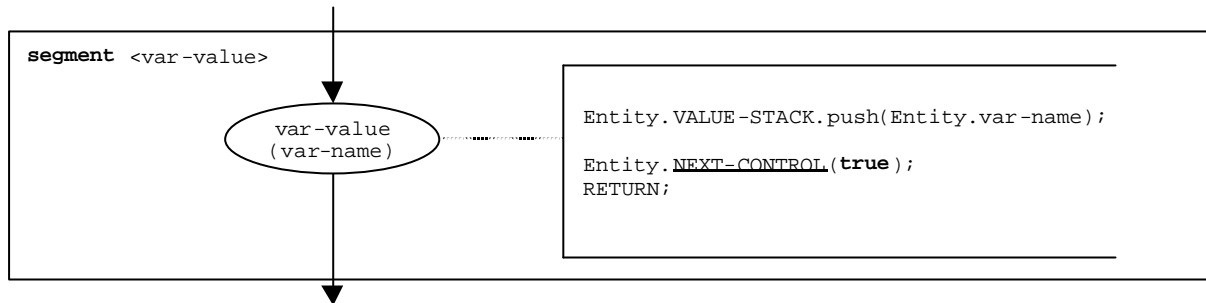 segment <var-value>
var-value
(var-name)
Entity.VALUE-STACK.push(Entity.var-name);
Entity.NEXT-CONTROL(true);
RETURN;